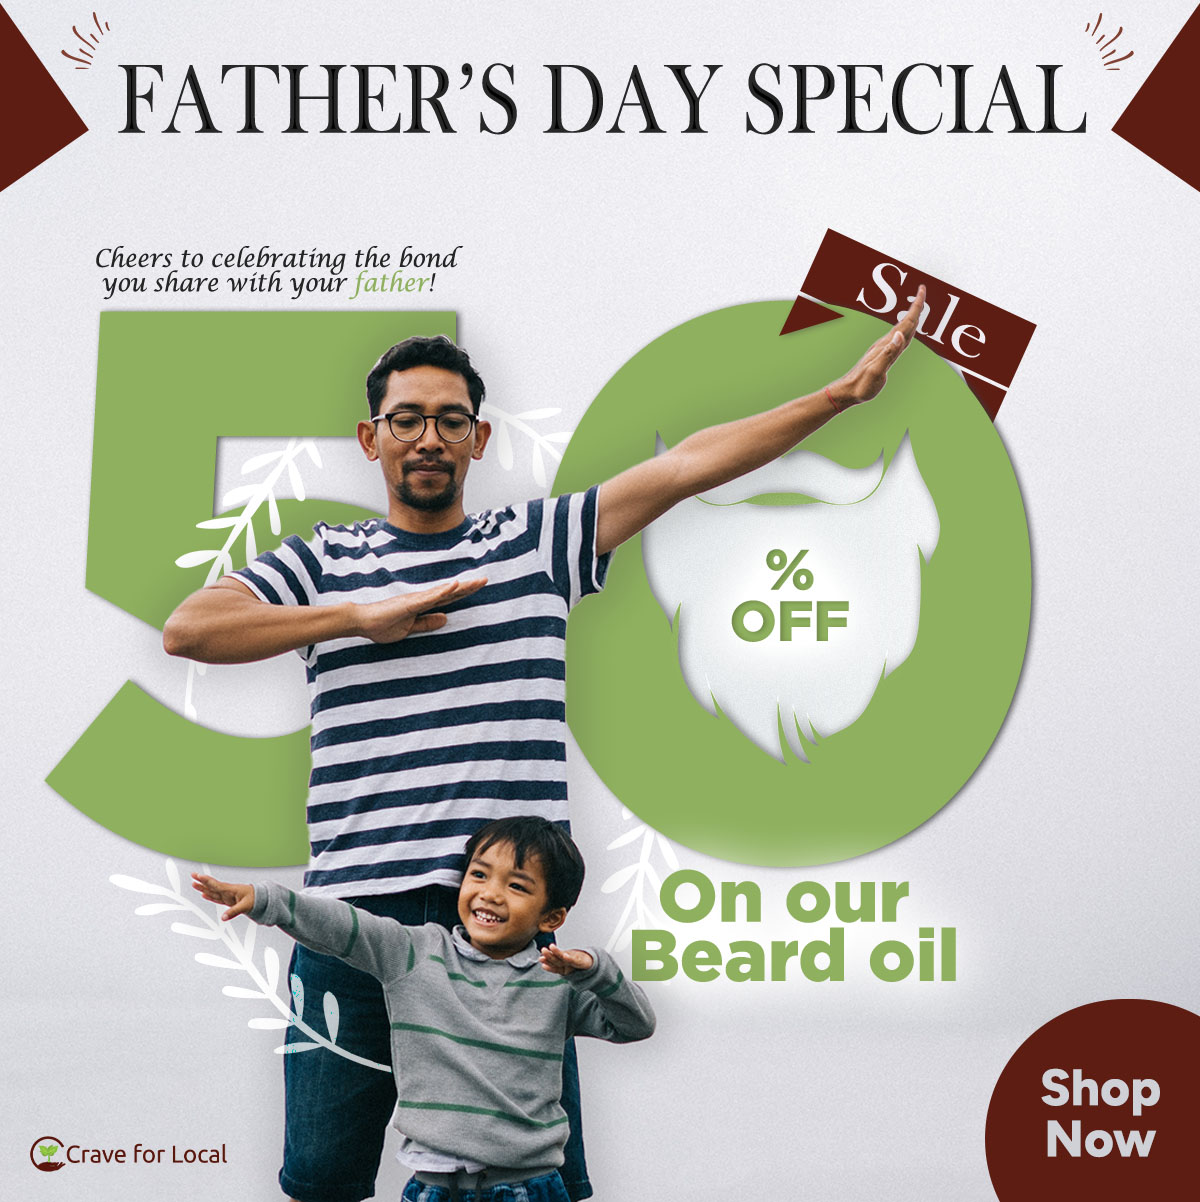 FATHER’S DAY SPECIAL
Cheers to celebrating the bond
you share with your father!
Sale
50
%
OFF
On our
Beard oil
Shop
Now
Crave for Local